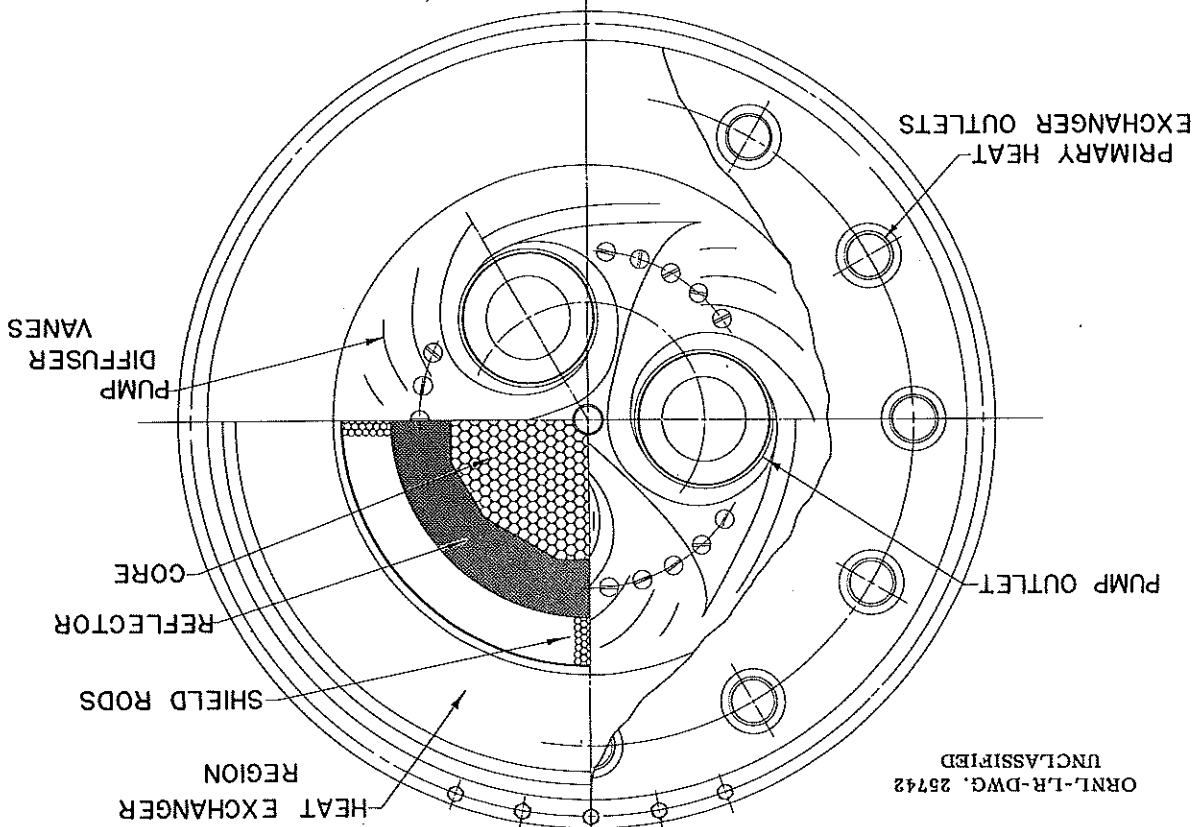 UNCLASSIFIED
ORNL-LR-DWG. 25742
HEAT EXCHANGER
REGION
SHIELD RODS
REFLECTOR
CORE
PUMP OUTLET
PUMP
DIFFUSER
VANES
PRIMARY HEAT
EXCHANGER OUTLETS